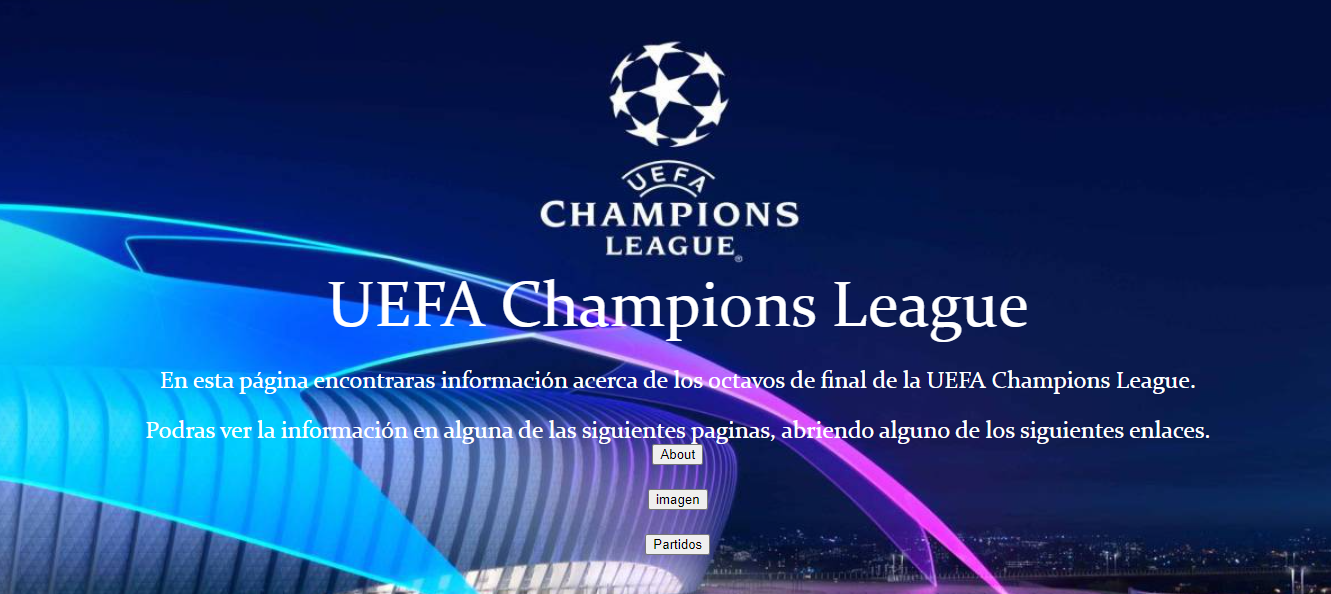 UEFA
CHAMPIONS
LEAGUE®
UEFA Champions League
En esta página encontraras información acerca de los octavos de final de la UEFA Champions League.
Podras ver la información en alguna de las siguientes paginas, abriendo alguno de los siguientes enlaces.
About
imagen
Partidos